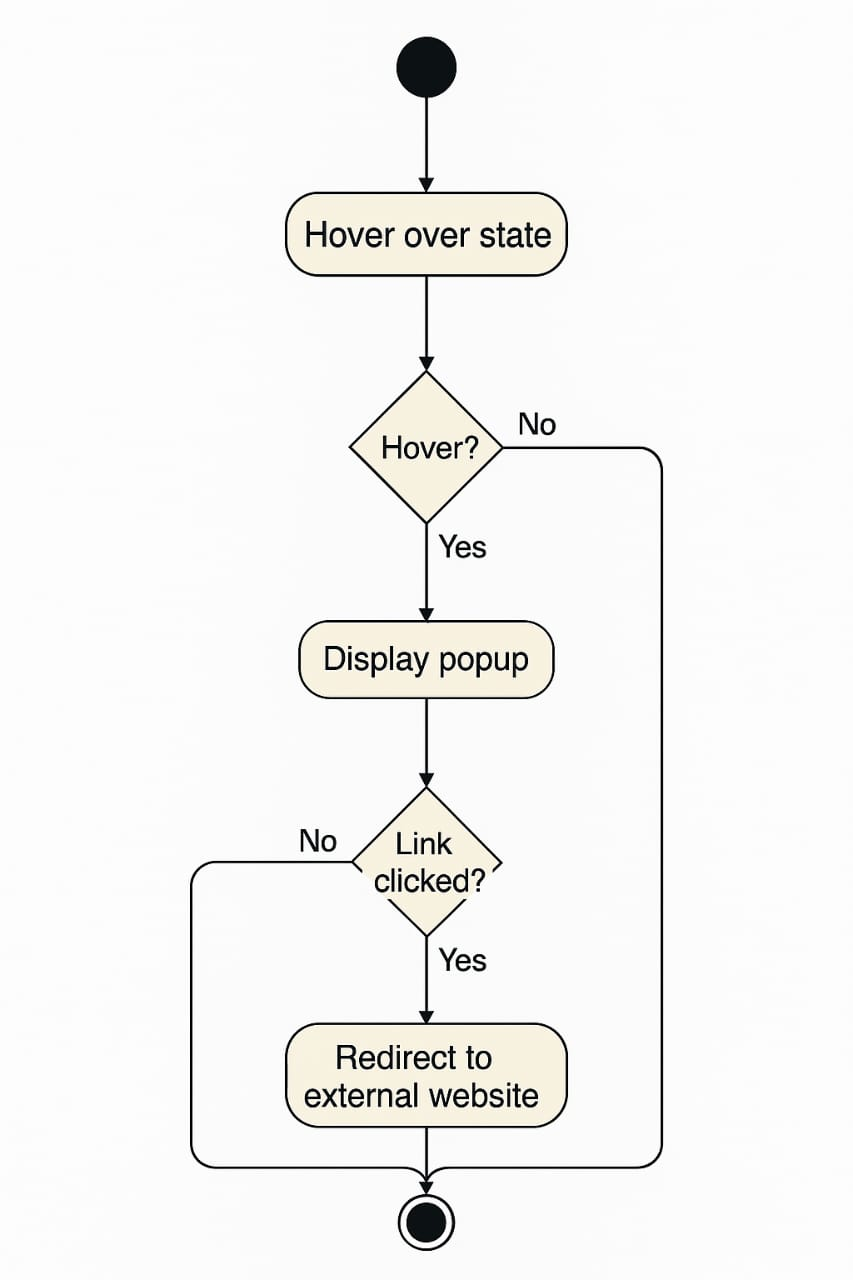 Hover over state
Hover?
No
Yes
Display popup
Link
clicked?
No
Yes
Redirect to
external website